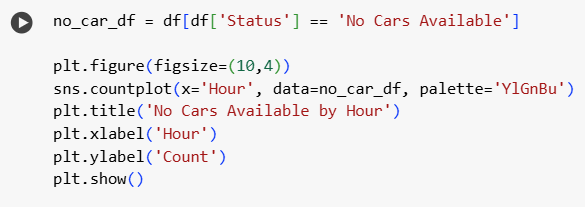 no_car_df = df[df['Status'] == 'No Cars Available']
plt.figure(figsize=(10,4))
sns.countplot(x='Hour', data=no_car_df, palette='YlGnBu')
plt.title('No Cars Available by Hour')
plt.xlabel('Hour')
plt.ylabel('Count')
plt.show()